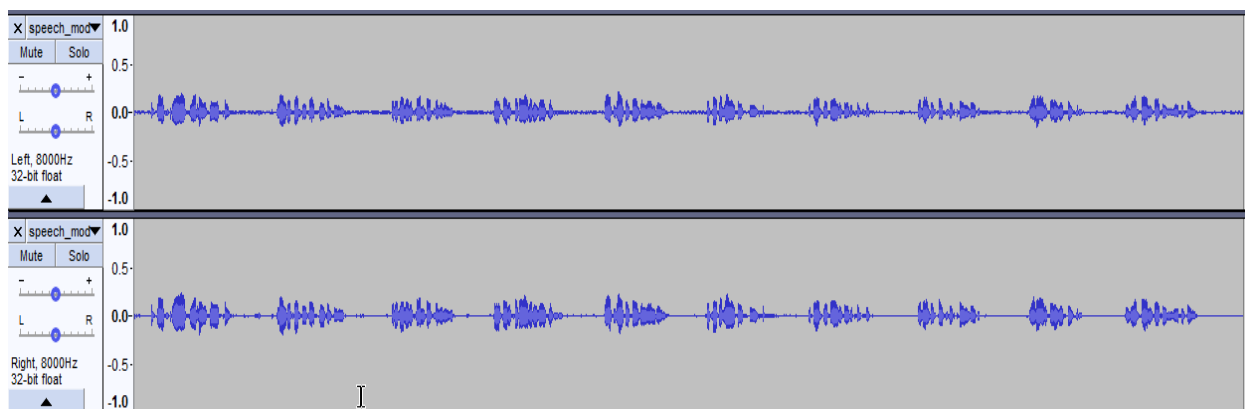 X speech_mod▼ 1.0
Mute Solo
0.5-
- +
0.0-
L R
Left, 8000Hz
-0.5-
32-bit float
▲ -1.0
X speech_mod▼ 1.0
Mute Solo
0.5-
- +
0.0-
L R
Right, 8000Hz
-0.5-
32-bit float
▲ -1.0